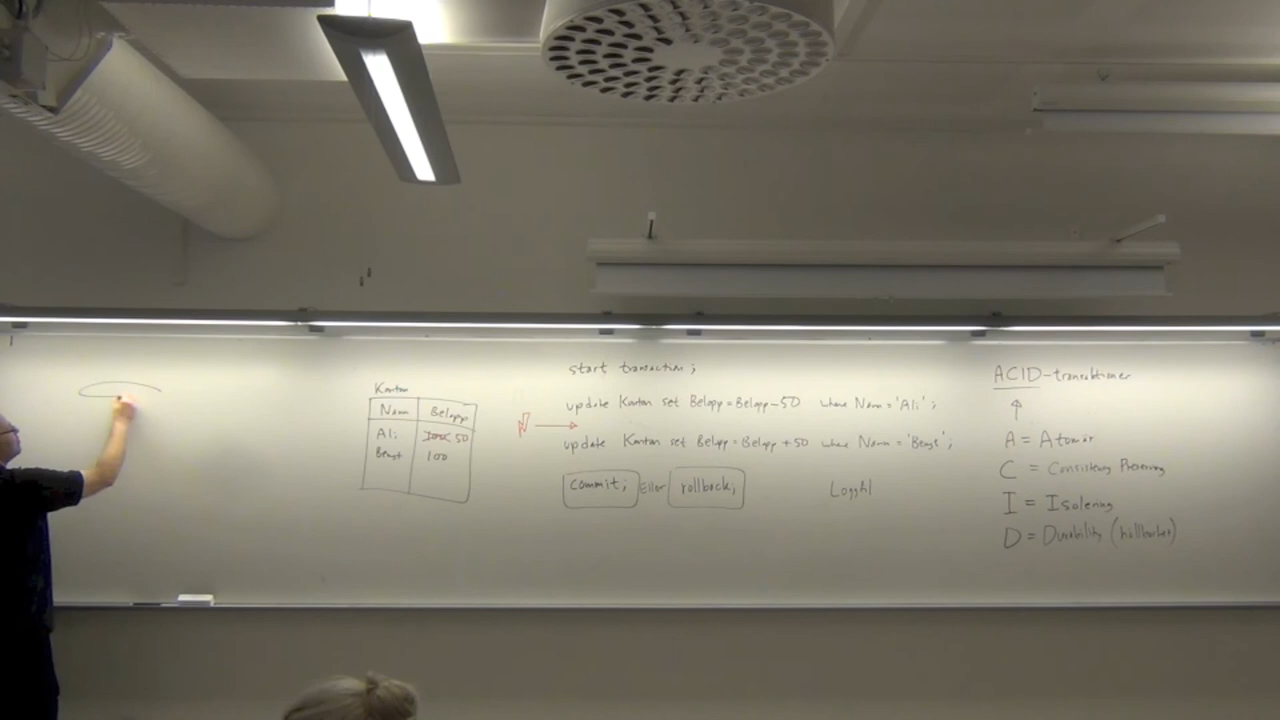 Konton
Namn Belopp
Ali 100 50
Bengt 100
start transaction;
update Konton set Belopp=Belopp-50 where Namn='Ali';
update Konton set Belopp=Belopp+50 where Namn='Bengt';
commit; Eller rollback;
Loggfil
ACID-transaktioner
A = Atomär
C = Consistency Preserving
I = Isolering
D = Durability (hållbarhet)